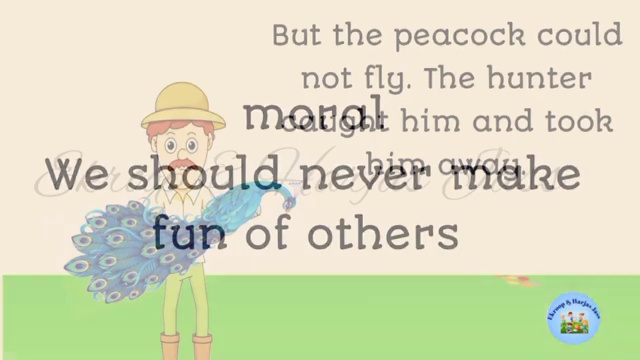 But the peacock could
not fly. The hunter
caught him and took
him away.
moral
We should never make
fun of others